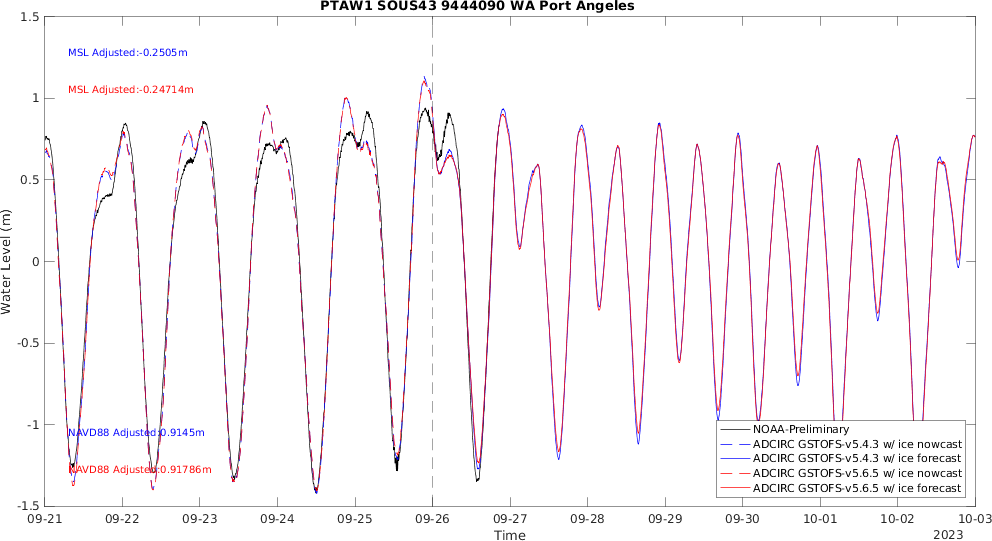 PTAW1 SOUS43 9444090 WA Port Angeles
1.5
MSL Adjusted:-0.2505m
MSL Adjusted:-0.24714m
1
0.5
0
-0.5
-1
-1.5
Water Level (m)
NAVD88 Adjusted:0.9145m
NAVD88 Adjusted:0.91786m
NOAA-Preliminary
ADCIRC GSTOFS-v5.4.3 w/ ice nowcast
ADCIRC GSTOFS-v5.4.3 w/ ice forecast
ADCIRC GSTOFS-v5.6.5 w/ ice nowcast
ADCIRC GSTOFS-v5.6.5 w/ ice forecast
09-21 09-22 09-23 09-24 09-25 09-26 09-27 09-28 09-29 09-30 10-01 10-02 10-03
Time
2023